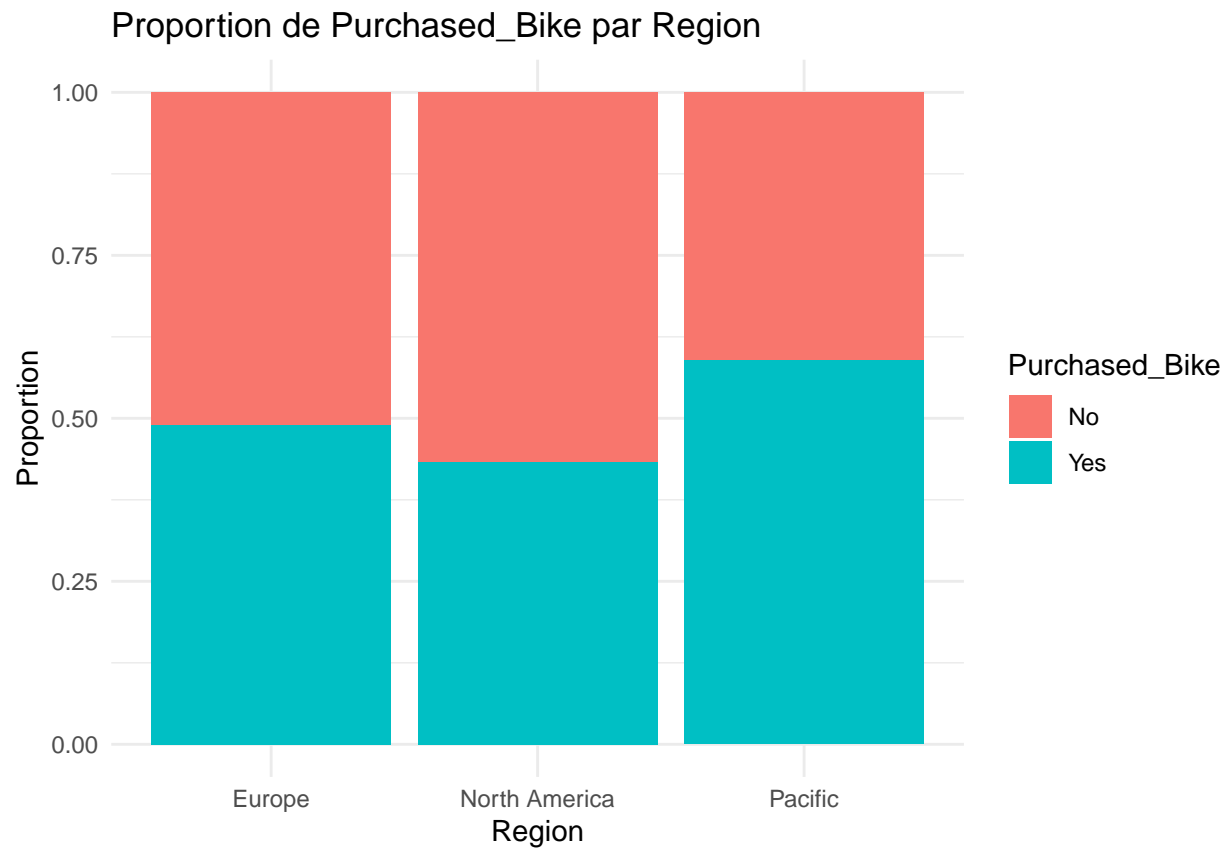 Proportion de Purchased_Bike par Region
Proportion
1.00
0.75
0.50
0.25
0.00
Europe
North America
Pacific
Region
Purchased_Bike
No
Yes